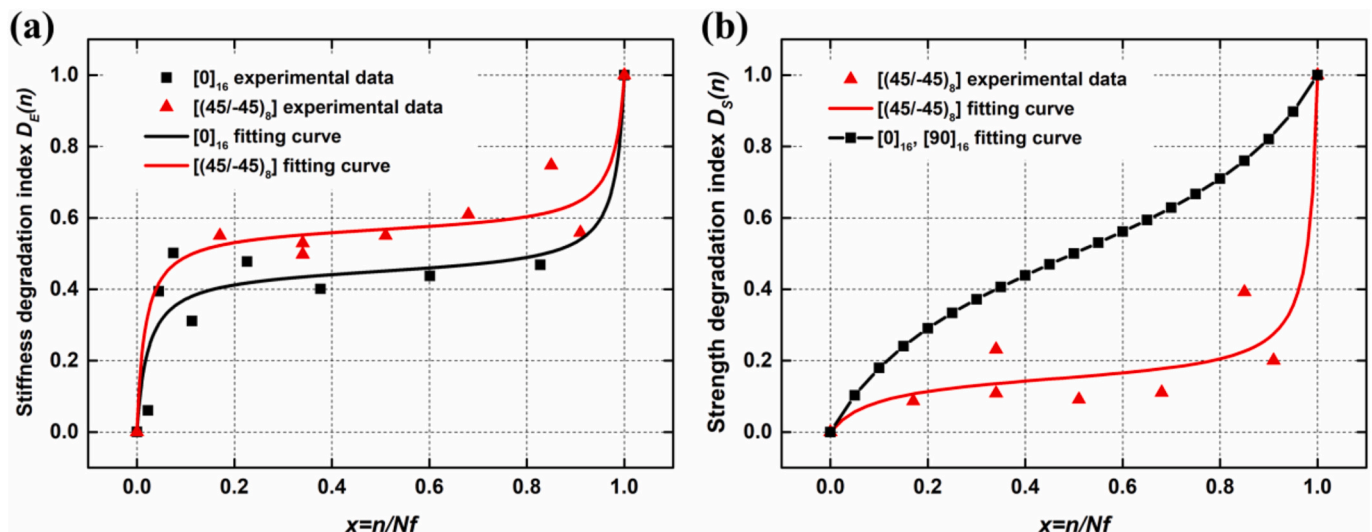 (a)
Stiffness degradation index D_E(n)
1.0
0.8
0.6
0.4
0.2
0.0
[0]₁₆ experimental data
[(45/-45)₈] experimental data
[0]₁₆ fitting curve
[(45/-45)₈] fitting curve
0.0 0.2 0.4 0.6 0.8 1.0
x=n/Nf
(b)
Strength degradation index D_S(n)
1.0
0.8
0.6
0.4
0.2
0.0
[(45/-45)₈] experimental data
[(45/-45)₈] fitting curve
[0]₁₆, [90]₁₆ fitting curve
0.0 0.2 0.4 0.6 0.8 1.0
x=n/Nf